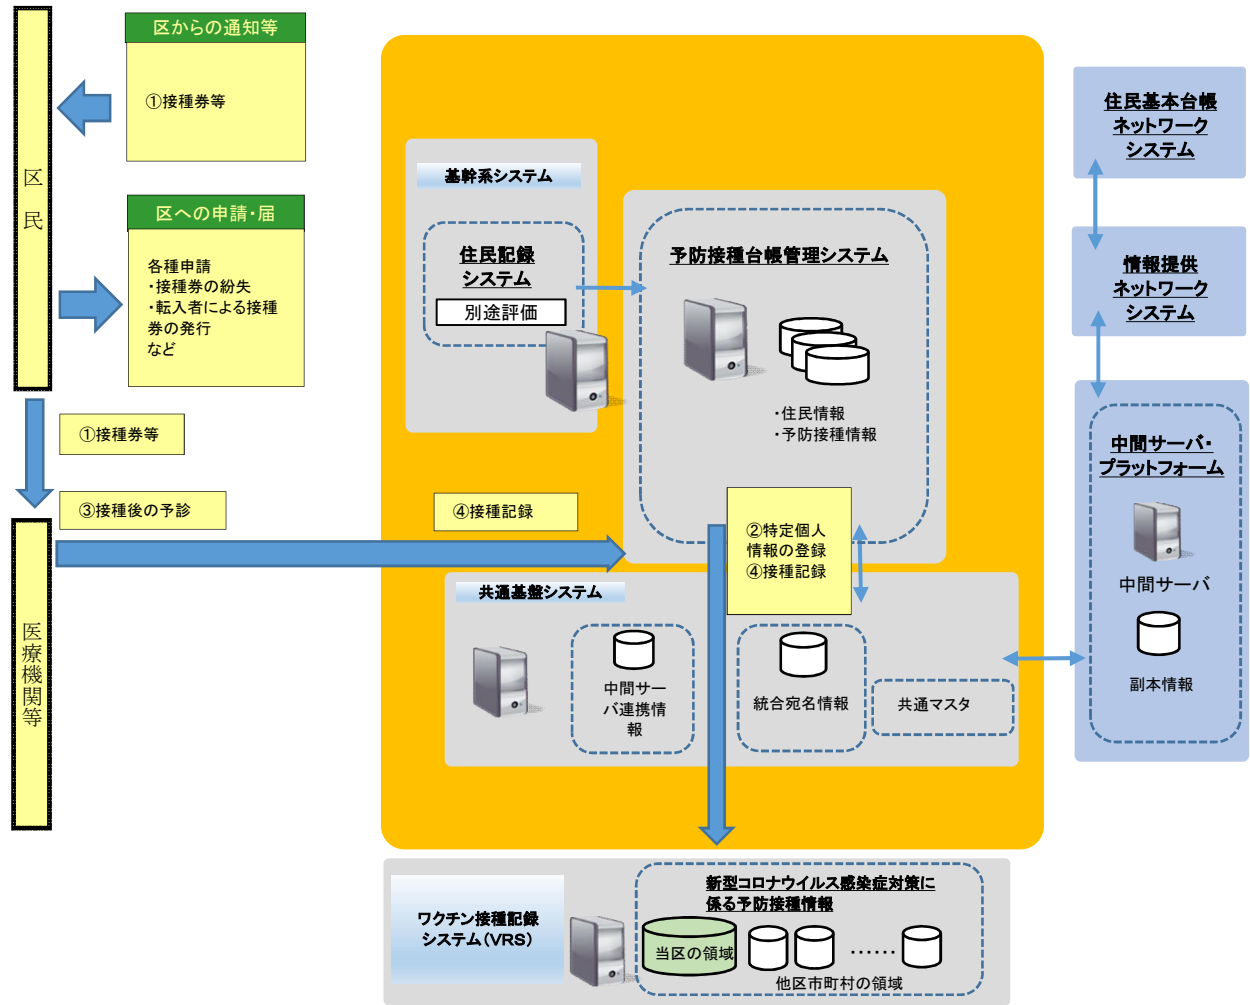 区からの通知等
①接種券等
区民
区への申請・届
各種申請
・接種券の紛失
・転入者による接種
券の発行
など
①接種券等
③接種後の予診
医療機関等
④接種記録
基幹系システム
住民記録
システム
別途評価
予防接種台帳管理システム
・住民情報
・予防接種情報
②特定個人
情報の登録
④接種記録
共通基盤システム
中間サー
バ連携情
報
統合宛名情報
共通マスタ
住民基本台帳
ネットワーク
システム
情報提供
ネットワーク
システム
中間サーバ・
プラットフォーム
中間サーバ
副本情報
ワクチン接種記録
システム(VRS)
新型コロナウイルス感染症対策に
係る予防接種情報
当区の領域
……
他区市町村の領域